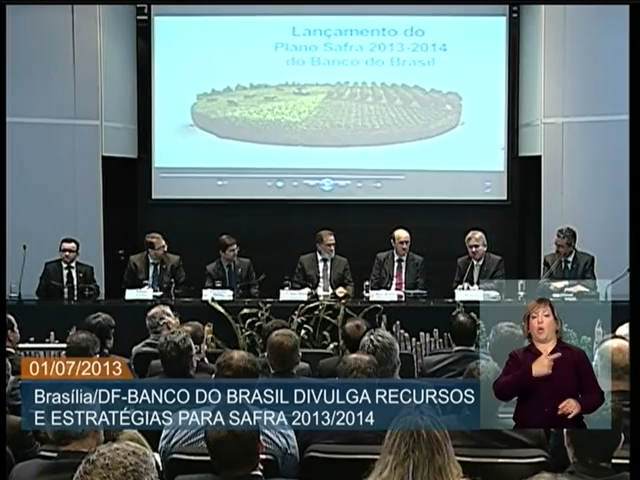 Lançamento do
Plano Safra 2013-2014
do Banco do Brasil
01/07/2013
Brasília/DF-BANCO DO BRASIL DIVULGA RECURSOS
E ESTRATÉGIAS PARA SAFRA 2013/2014